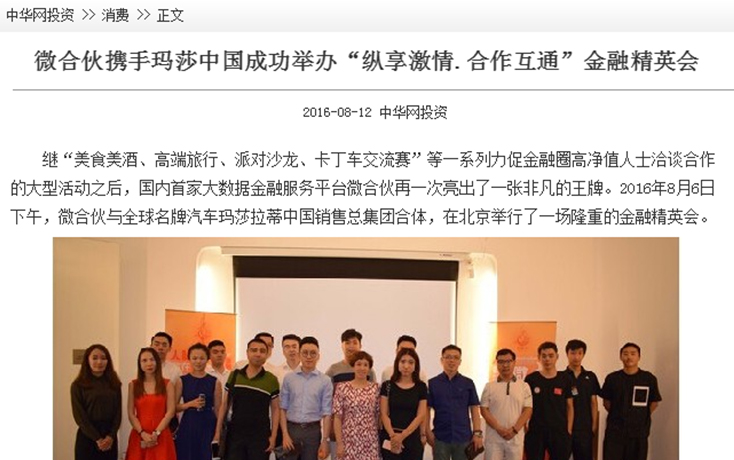 中华网投资 >> 消费 >> 正文
微合伙携手玛莎中国成功举办“纵享激情.合作互通”金融精英会
2016-08-12 中华网投资
继“美食美酒、高端旅行、派对沙龙、卡丁车交流赛”等一系列力促金融圈高净值人士洽谈合作
的大型活动之后，国内首家大数据金融服务平台微合伙再一次亮出了一张非凡的王牌。2016年8月6日
下午，微合伙与全球名牌汽车玛莎拉蒂中国销售总集团合体，在北京举行了一场隆重的金融精英会。